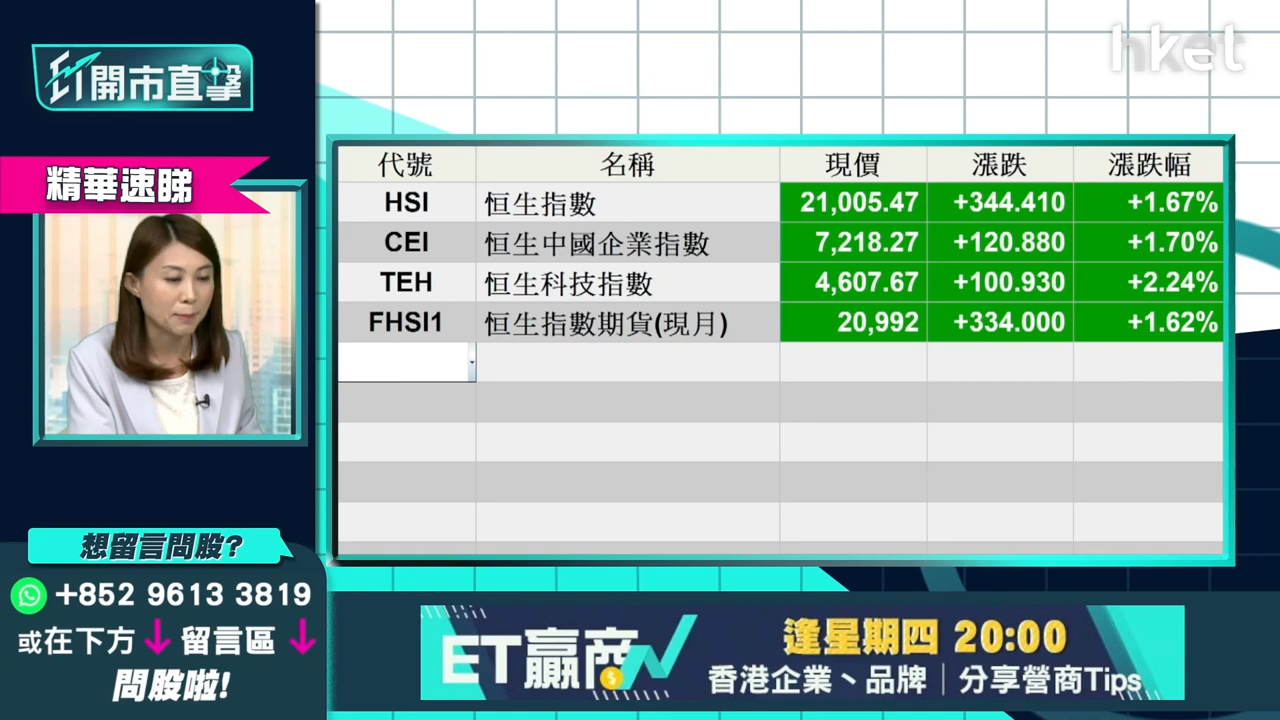 hket
ET開市直擊
精華速睇
代號 名稱 現價 漲跌 漲跌幅
HSI 恒生指數 21,005.47 +344.410 +1.67%
CEI 恒生中國企業指數 7,218.27 +120.880 +1.70%
TEH 恒生科技指數 4,607.67 +100.930 +2.24%
FHSI1 恒生指數期貨(現月) 20,992 +334.000 +1.62%
想留言問股?
+852 9613 3819
或在下方↓留言區↓
問股啦!
ET贏商
逢星期四 20:00
香港企業、品牌｜分享營商Tips